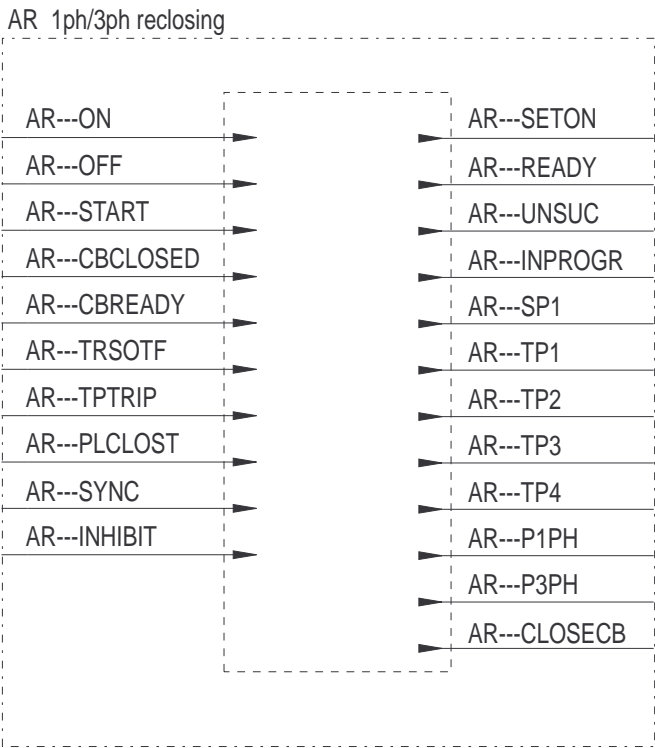 AR 1ph/3ph reclosing
AR---ON
AR---OFF
AR---START
AR---CBCLOSED
AR---CBREADY
AR---TRSOTF
AR---TPTRIP
AR---PLCLOST
AR---SYNC
AR---INHIBIT
AR---SETON
AR---READY
AR---UNSUC
AR---INPROGR
AR---SP1
AR---TP1
AR---TP2
AR---TP3
AR---TP4
AR---P1PH
AR---P3PH
AR---CLOSECB